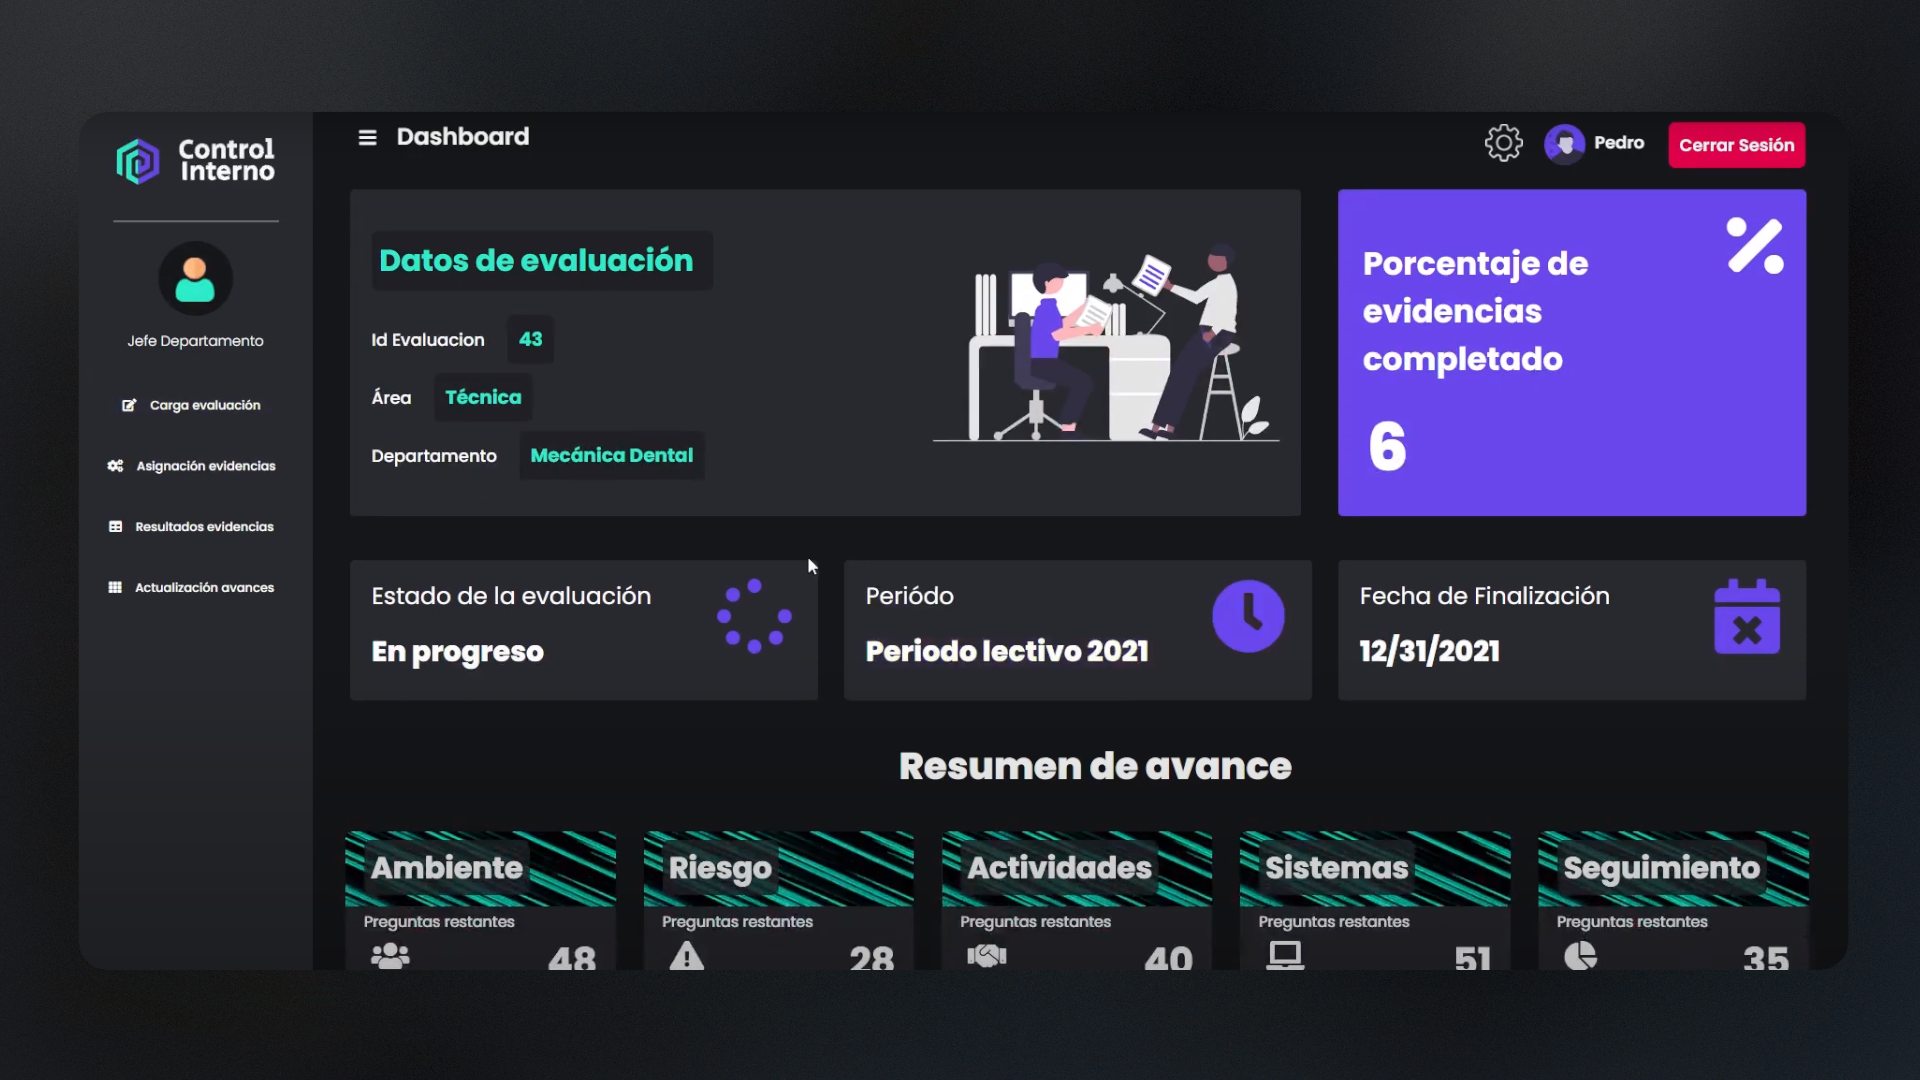 Control
Interno
Jefe Departamento
Carga evaluación
Asignación evidencias
Resultados evidencias
Actualización avances
Dashboard
Pedro
Cerrar Sesión
Datos de evaluación
Id Evaluacion 43
Área Técnica
Departamento Mecánica Dental
Porcentaje de
evidencias
completado
6
Estado de la evaluación
En progreso
Periódo
Periodo lectivo 2021
Fecha de Finalización
12/31/2021
Resumen de avance
Ambiente
Preguntas restantes
48
Riesgo
Preguntas restantes
28
Actividades
Preguntas restantes
40
Sistemas
Preguntas restantes
51
Seguimiento
Preguntas restantes
35